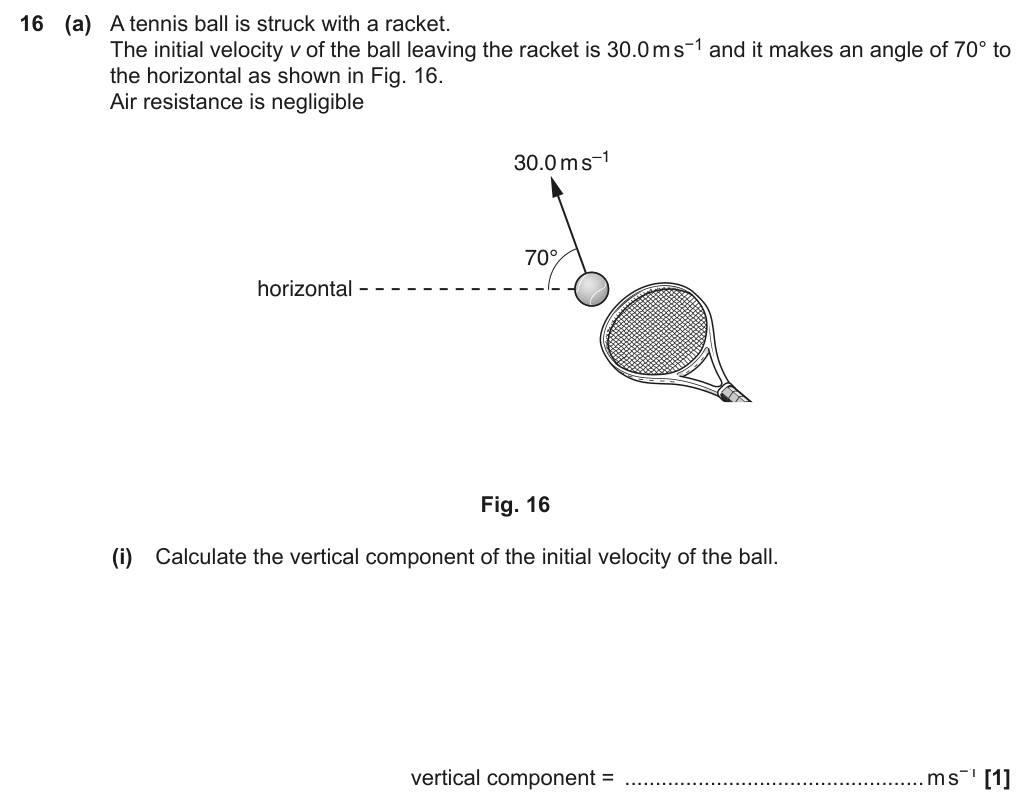 16 (a) A tennis ball is struck with a racket.
The initial velocity v of the ball leaving the racket is 30.0 m s⁻¹ and it makes an angle of 70° to
the horizontal as shown in Fig. 16.
Air resistance is negligible
30.0 m s⁻¹
70°
horizontal
Fig. 16
(i) Calculate the vertical component of the initial velocity of the ball.
vertical component = ................................................ m s⁻¹ [1]